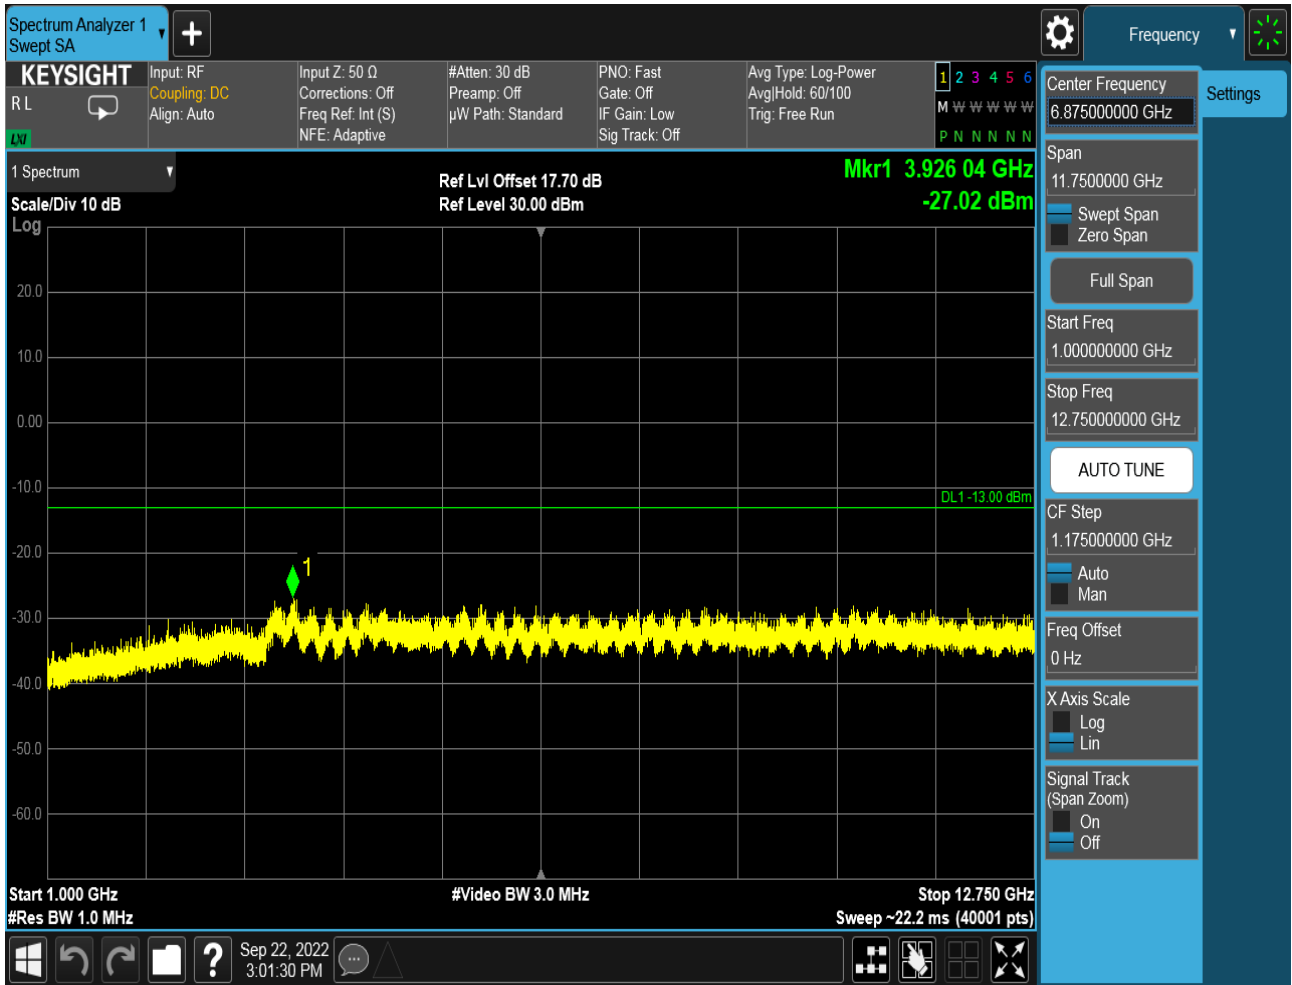 Spectrum Analyzer 1
Swept SA
Frequency
KEYSIGHT
R L
LXI
Input: RF
Coupling: DC
Align: Auto
Input Z: 50 Ω
Corrections: Off
Freq Ref: Int (S)
NFE: Adaptive
#Atten: 30 dB
Preamp: Off
µW Path: Standard
PNO: Fast
Gate: Off
IF Gain: Low
Sig Track: Off
Avg Type: Log-Power
Avg|Hold: 60/100
Trig: Free Run
1 2 3 4 5 6
M W W W W W
P N N N N N
1 Spectrum
Scale/Div 10 dB
Log
Ref Lvl Offset 17.70 dB
Ref Level 30.00 dBm
Mkr1 3.926 04 GHz
-27.02 dBm
20.0
10.0
0.00
-10.0
-20.0
-30.0
-40.0
-50.0
-60.0
DL1 -13.00 dBm
1
Start 1.000 GHz
#Res BW 1.0 MHz
#Video BW 3.0 MHz
Stop 12.750 GHz
Sweep ~22.2 ms (40001 pts)
Center Frequency
6.875000000 GHz
Settings
Span
11.7500000 GHz
Swept Span
Zero Span
Full Span
Start Freq
1.000000000 GHz
Stop Freq
12.750000000 GHz
AUTO TUNE
CF Step
1.175000000 GHz
Auto
Man
Freq Offset
0 Hz
X Axis Scale
Log
Lin
Signal Track
(Span Zoom)
On
Off
?
Sep 22, 2022
3:01:30 PM